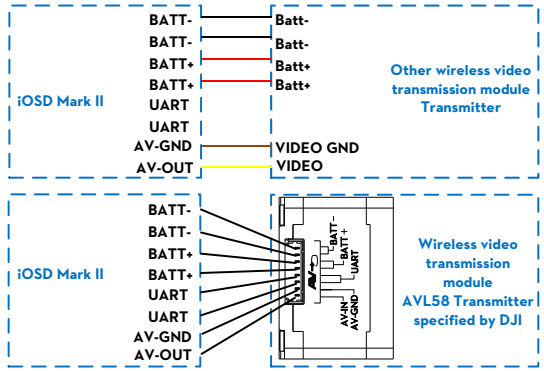 BATT-
BATT-
BATT+
BATT+
UART
UART
AV-GND
AV-OUT
iOSD Mark II
Batt-
Batt-
Batt+
Batt+
VIDEO GND
VIDEO
Other wireless video
transmission module
Transmitter
BATT-
BATT-
BATT+
BATT+
UART
UART
AV-GND
AV-OUT
iOSD Mark II
BATT-
BATT+
UART
AV-IN
AV-GND
Wireless video
transmission
module
AVL58 Transmitter
specified by DJI